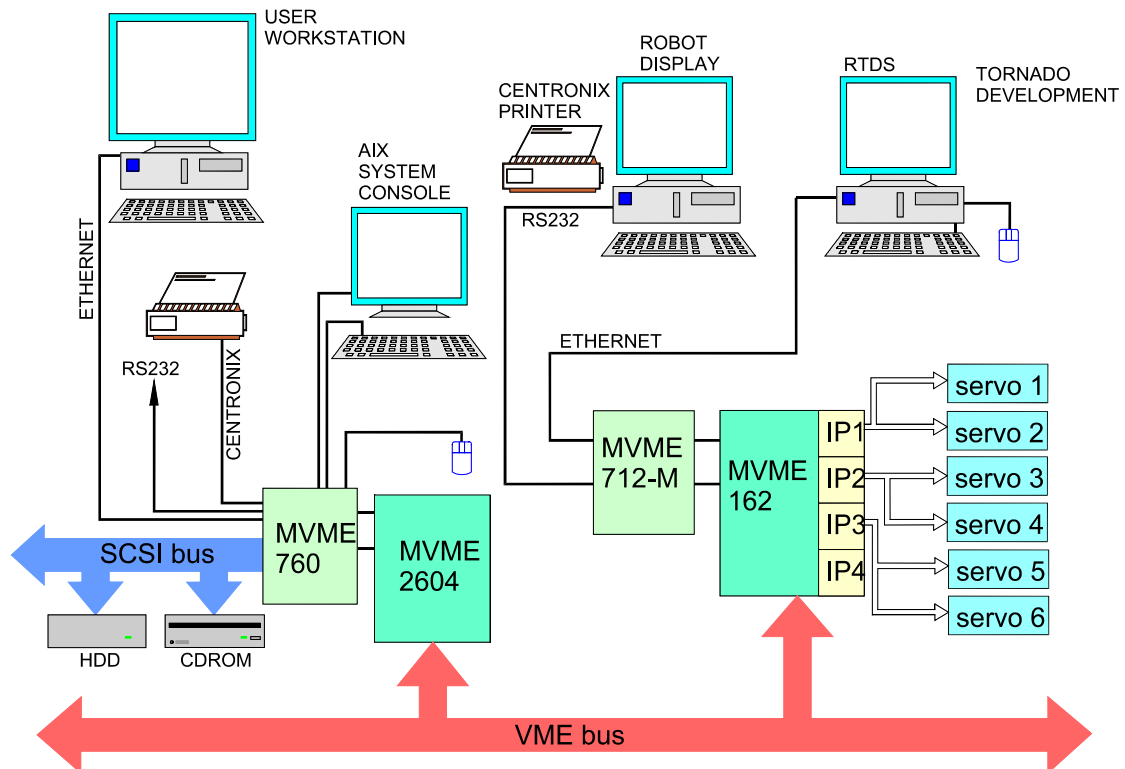 USER
WORKSTATION
ROBOT
DISPLAY
RTDS
TORNADO
DEVELOPMENT
CENTRONIX
PRINTER
AIX
SYSTEM
CONSOLE
RS232
ETHERNET
ETHERNET
RS232
CENTRONIX
servo 1
servo 2
servo 3
servo 4
servo 5
servo 6
IP1
IP2
IP3
IP4
MVME
712-M
MVME
162
MVME
760
MVME
2604
SCSI bus
HDD
CDROM
VME bus